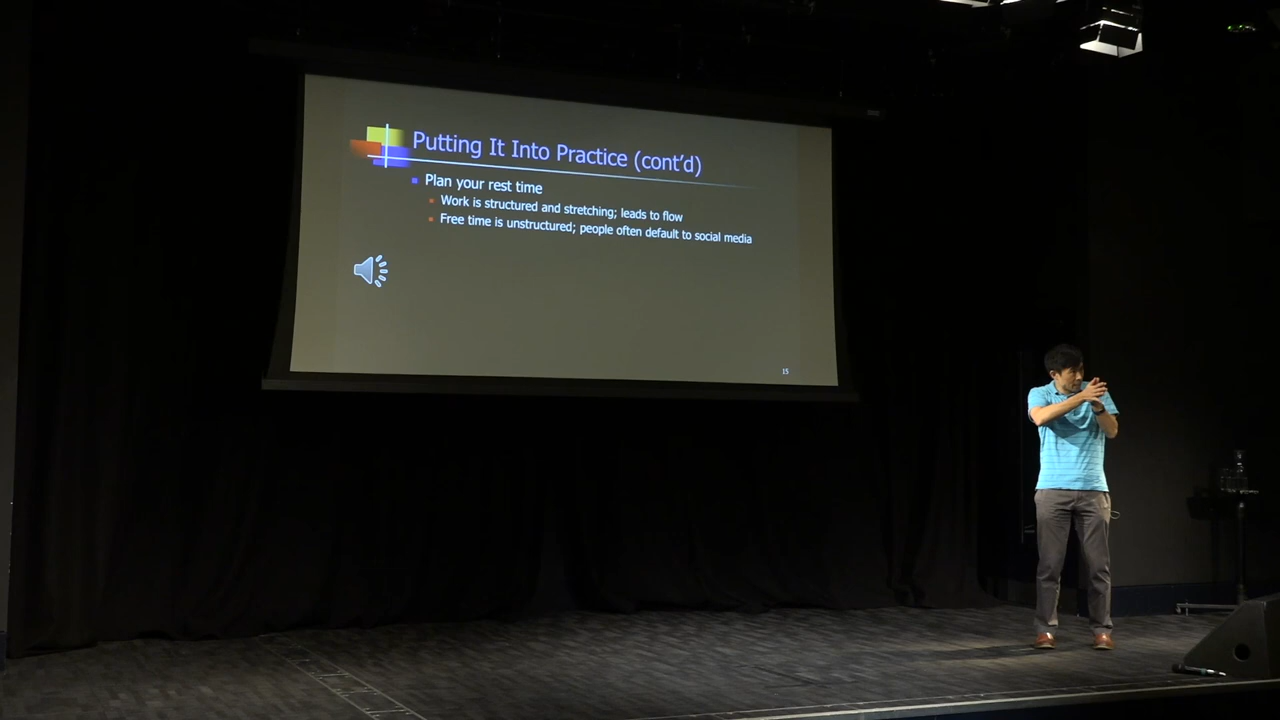 Putting It Into Practice (cont'd)
Plan your rest time
Work is structured and stretching; leads to flow
Free time is unstructured; people often default to social media
15